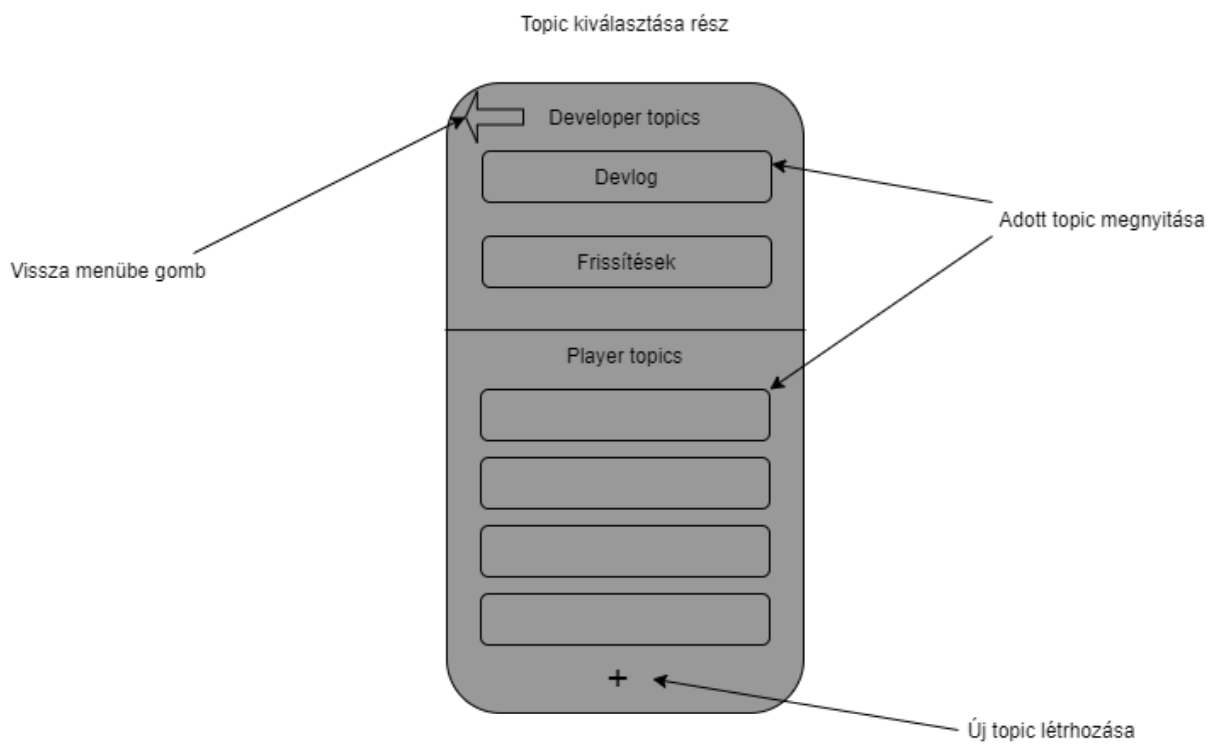 Topic kiválasztása rész
Developer topics
Devlog
Adott topic megnyitása
Frissítések
Vissza menübe gomb
Player topics
+
Új topic létrhozása